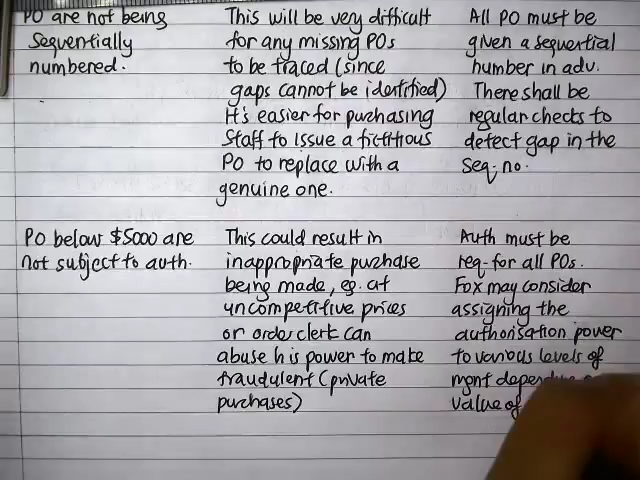 PO are not being
Sequentially
numbered.
This will be very difficult
for any missing POs
to be traced (since
gaps cannot be identified)
It's easier for puchasing
Staff to issue a fictitious
PO to replace with a
genuine one.
All PO must be
given a sequential
number in adv.
There shall be
regular checks to
detect gap in the
seq. no.
PO below $5000 are
not subject to auth.
This could result in
inappropriate purchase
being made, eg. at
uncompetitive prices
or order clerk can
abuse his power to make
fraudulent (private
purchases)
Auth must be
req. for all POs.
Fox may consider
assigning the
authorisation power
to various levels of
mgnt
value of